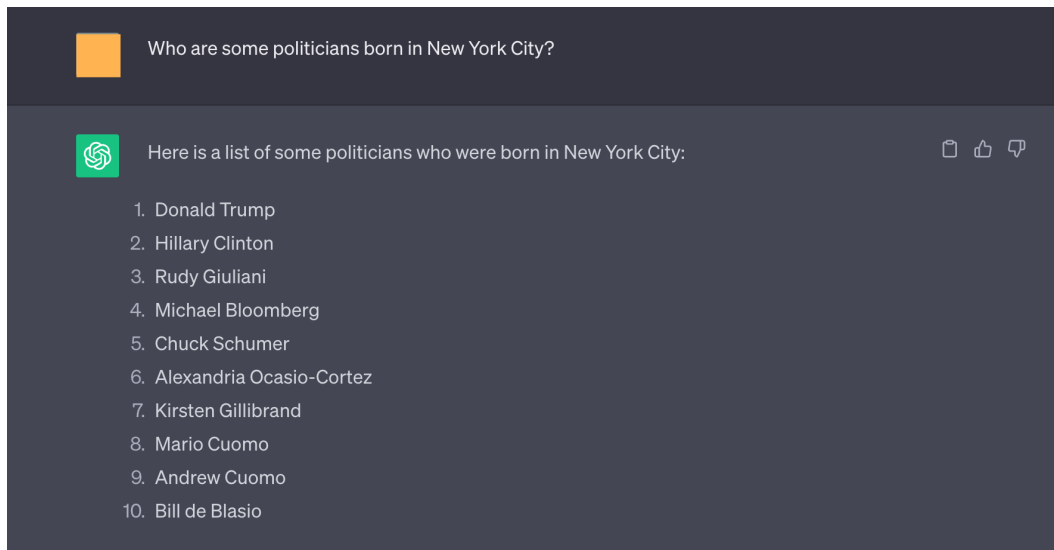 Who are some politicians born in New York City?
Here is a list of some politicians who were born in New York City:
1. Donald Trump
2. Hillary Clinton
3. Rudy Giuliani
4. Michael Bloomberg
5. Chuck Schumer
6. Alexandria Ocasio-Cortez
7. Kirsten Gillibrand
8. Mario Cuomo
9. Andrew Cuomo
10. Bill de Blasio